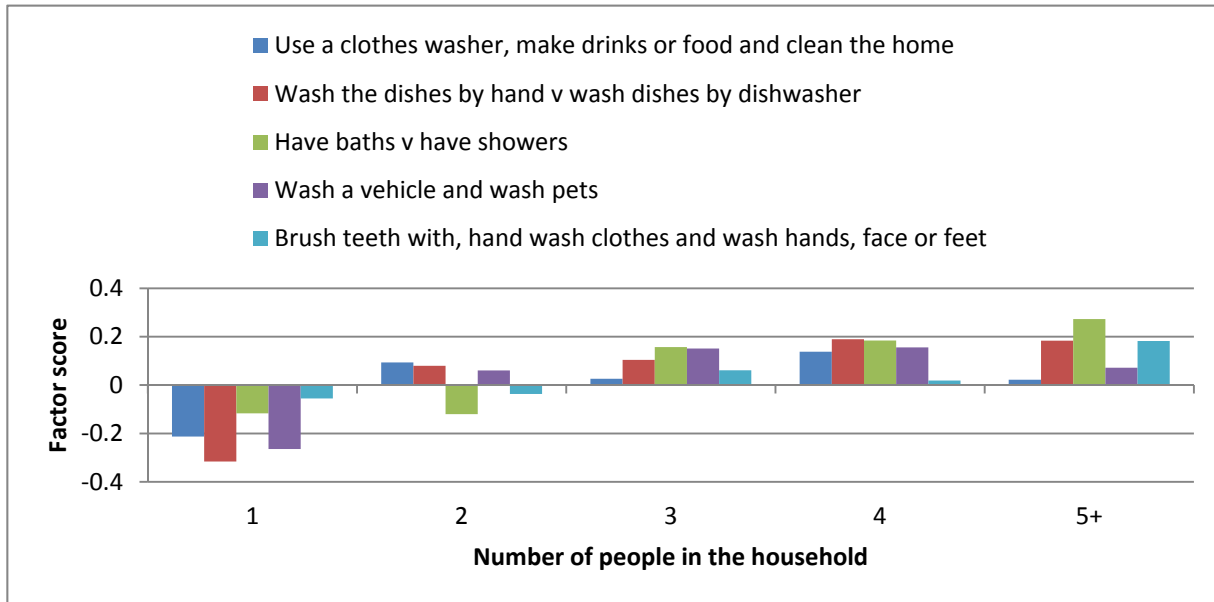 Use a clothes washer, make drinks or food and clean the home
Wash the dishes by hand v wash dishes by dishwasher
Have baths v have showers
Wash a vehicle and wash pets
Brush teeth with, hand wash clothes and wash hands, face or feet
0.4
0.2
0
-0.2
-0.4
Factor score
1 2 3 4 5+
Number of people in the household